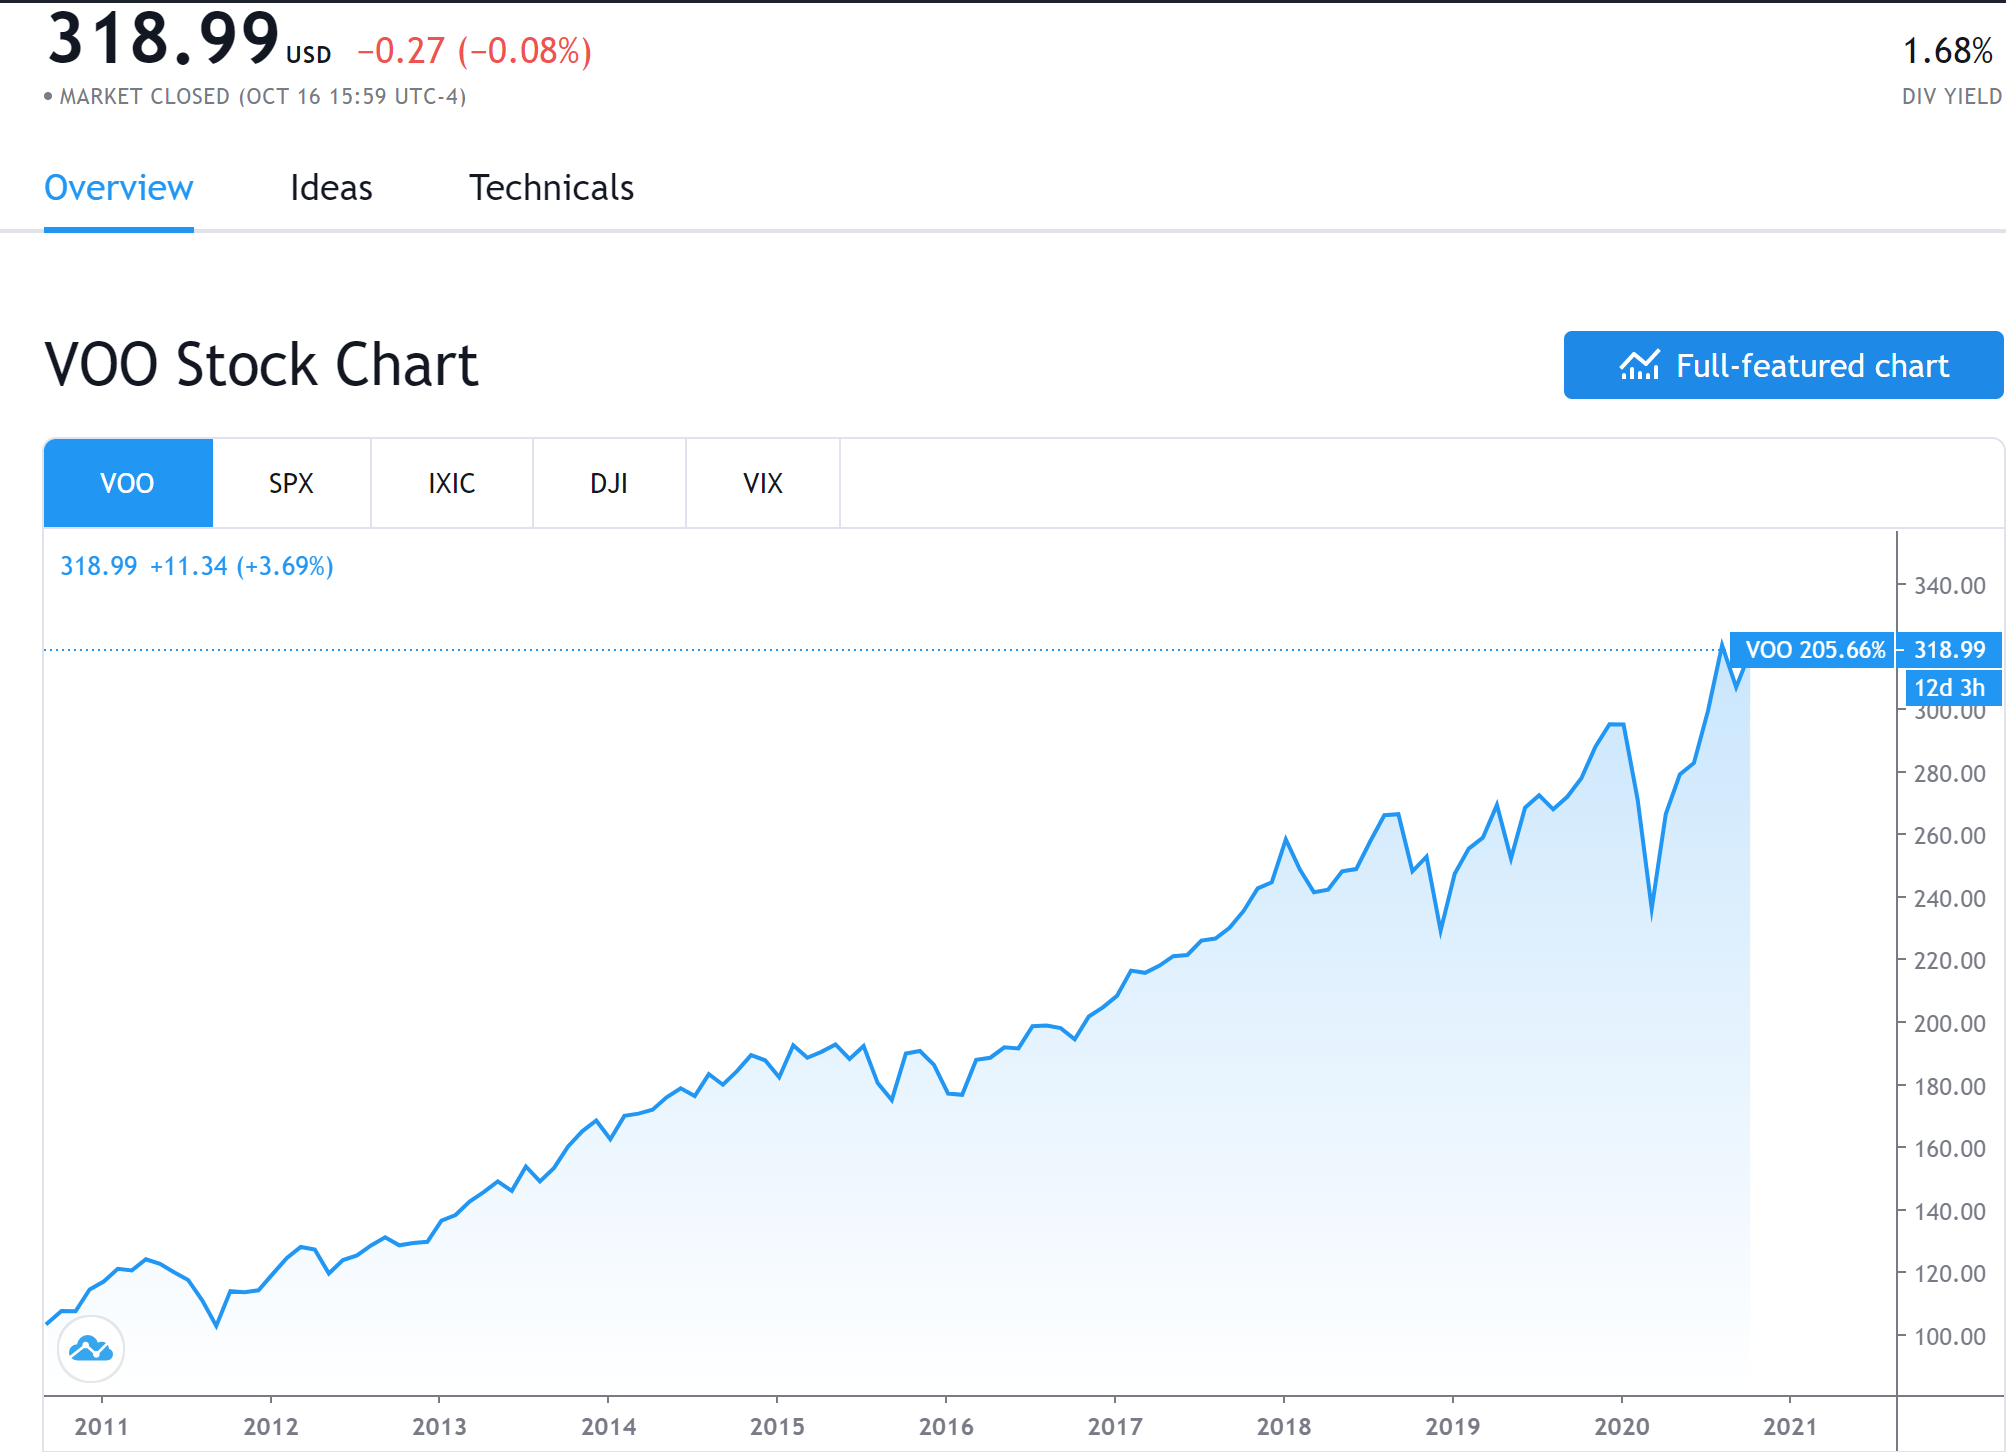 318.99 USD −0.27 (−0.08%)
1.68%
• MARKET CLOSED (OCT 16 15:59 UTC-4)
DIV YIELD
Overview Ideas Technicals
VOO Stock Chart
Full-featured chart
VOO SPX IXIC DJI VIX
318.99 +11.34 (+3.69%)
340.00
VOO 205.66% 318.99
12d 3h
300.00
280.00
260.00
240.00
220.00
200.00
180.00
160.00
140.00
120.00
100.00
2011 2012 2013 2014 2015 2016 2017 2018 2019 2020 2021